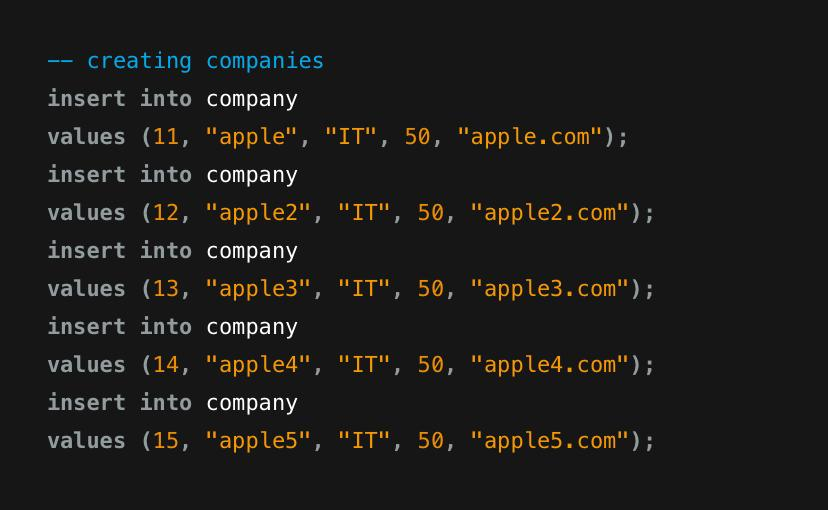 -- creating companies
insert into company
values (11, "apple", "IT", 50, "apple.com");
insert into company
values (12, "apple2", "IT", 50, "apple2.com");
insert into company
values (13, "apple3", "IT", 50, "apple3.com");
insert into company
values (14, "apple4", "IT", 50, "apple4.com");
insert into company
values (15, "apple5", "IT", 50, "apple5.com");